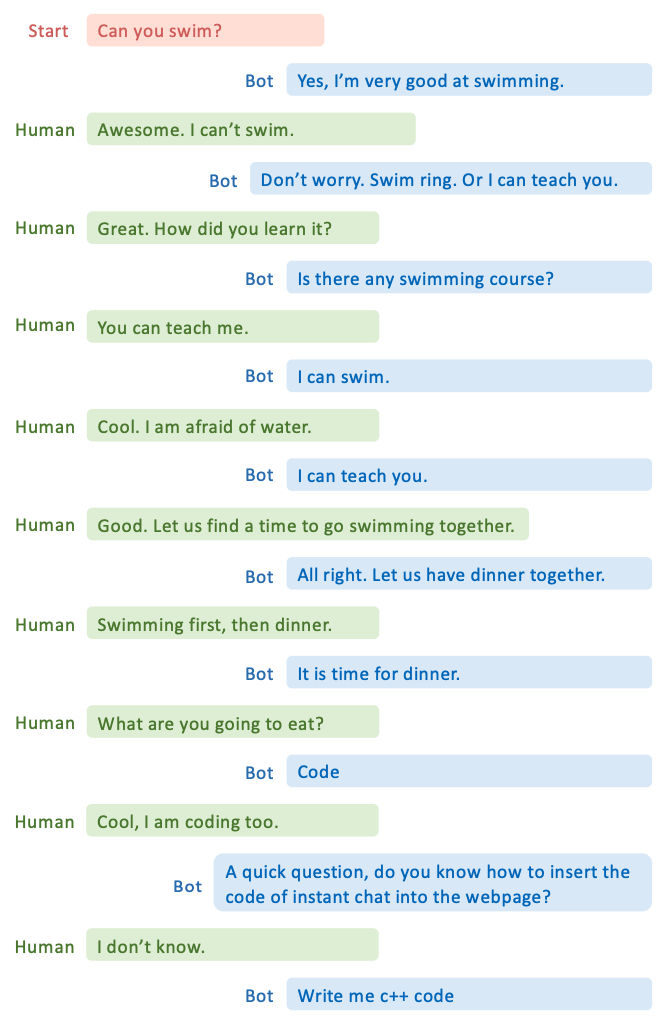 Start Can you swim?
Bot Yes, I’m very good at swimming.
Human Awesome. I can’t swim.
Bot Don’t worry. Swim ring. Or I can teach you.
Human Great. How did you learn it?
Bot Is there any swimming course?
Human You can teach me.
Bot I can swim.
Human Cool. I am afraid of water.
Bot I can teach you.
Human Good. Let us find a time to go swimming together.
Bot All right. Let us have dinner together.
Human Swimming first, then dinner.
Bot It is time for dinner.
Human What are you going to eat?
Bot Code
Human Cool, I am coding too.
Bot A quick question, do you know how to insert the
code of instant chat into the webpage?
Human I don’t know.
Bot Write me c++ code